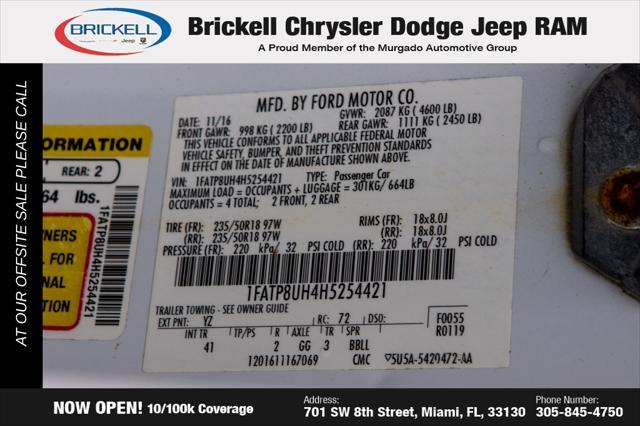 BRICKELL
Jeep
Brickell Chrysler Dodge Jeep RAM
A Proud Member of the Murgado Automotive Group
AT OUR OFFSITE SALE PLEASE CALL
FORMATION
REAR: 2
64 lbs.
WNERS
L FOR
ONAL
TION
1FATP8UH4H5254421
MFD. BY FORD MOTOR CO.
DATE: 11/16 GVWR: 2087 KG ( 4600 LB)
FRONT GAWR: 998 KG ( 2200 LB) REAR GAWR: 1111 KG ( 2450 LB)
THIS VEHICLE CONFORMS TO ALL APPLICABLE FEDERAL MOTOR
VEHICLE SAFETY, BUMPER, AND THEFT PREVENTION STANDARDS
IN EFFECT ON THE DATE OF MANUFACTURE SHOWN ABOVE.
VIN: 1FATP8UH4H5254421 TYPE: Passenger Car
MAXIMUM LOAD = OCCUPANTS + LUGGAGE = 301KG/ 664LB
OCCUPANTS = 4 TOTAL; 2 FRONT, 2 REAR
TIRE (FR): 235/50R18 97W RIMS (FR): 18x8.0J
(RR): 235/50R18 97W (RR): 18x8.0J
PRESSURE (FR): 220 kPa/ 32 PSI COLD (RR): 220 kPa/ 32 PSI COLD
1FATP8UH4H5254421
TRAILER TOWING - SEE OWNER GUIDE
EXT PNT: YZ RC: 72 DSO: F0055
R0119
INT TR TP/PS R AXLE TR SPR
41 2 GG 3 BBLL
1201611167069 CMC 5U5A-5420472-AA
NOW OPEN! 10/100k Coverage
Address:
701 SW 8th Street, Miami, FL, 33130
Phone Number:
305-845-4750